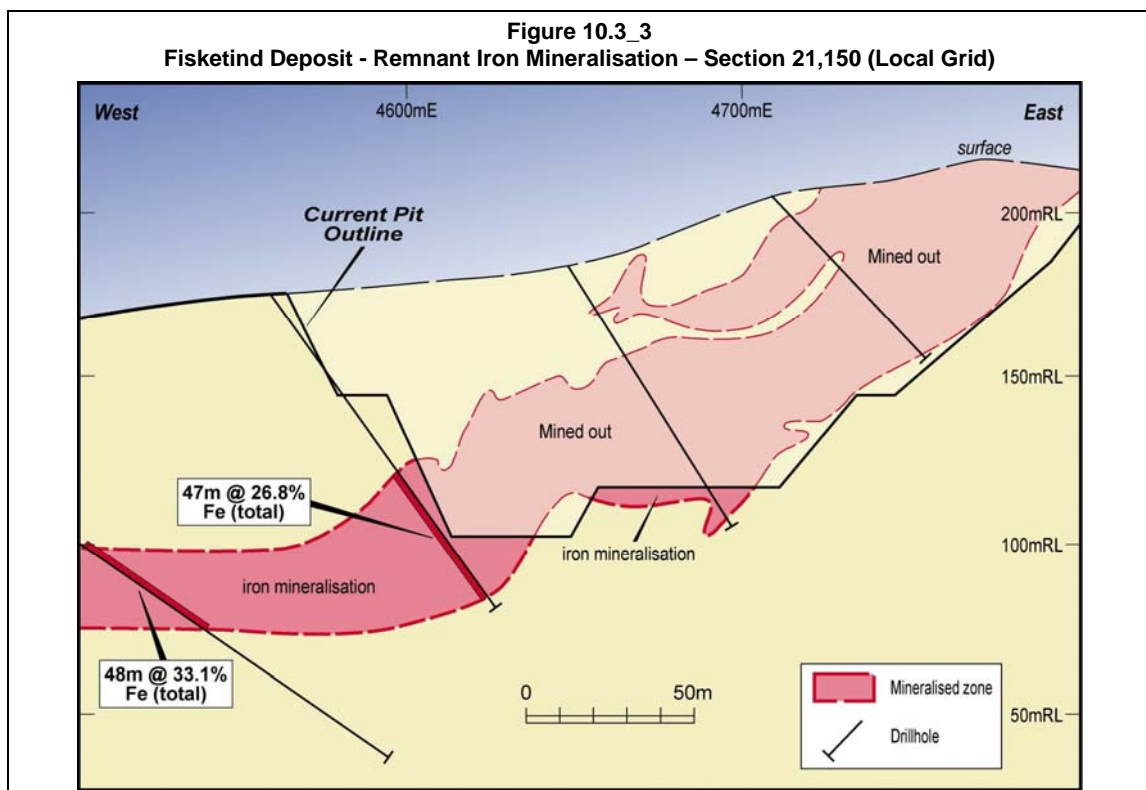 Figure 10.3_3
Fisketind Deposit - Remnant Iron Mineralisation – Section 21,150 (Local Grid)
West
4600mE
4700mE
East
surface
Current Pit
Outline
200mRL
Mined out
150mRL
Mined out
47m @ 26.8%
Fe (total)
iron mineralisation
100mRL
iron mineralisation
48m @ 33.1%
Fe (total)
0
50m
Mineralised zone
50mRL
Drillhole